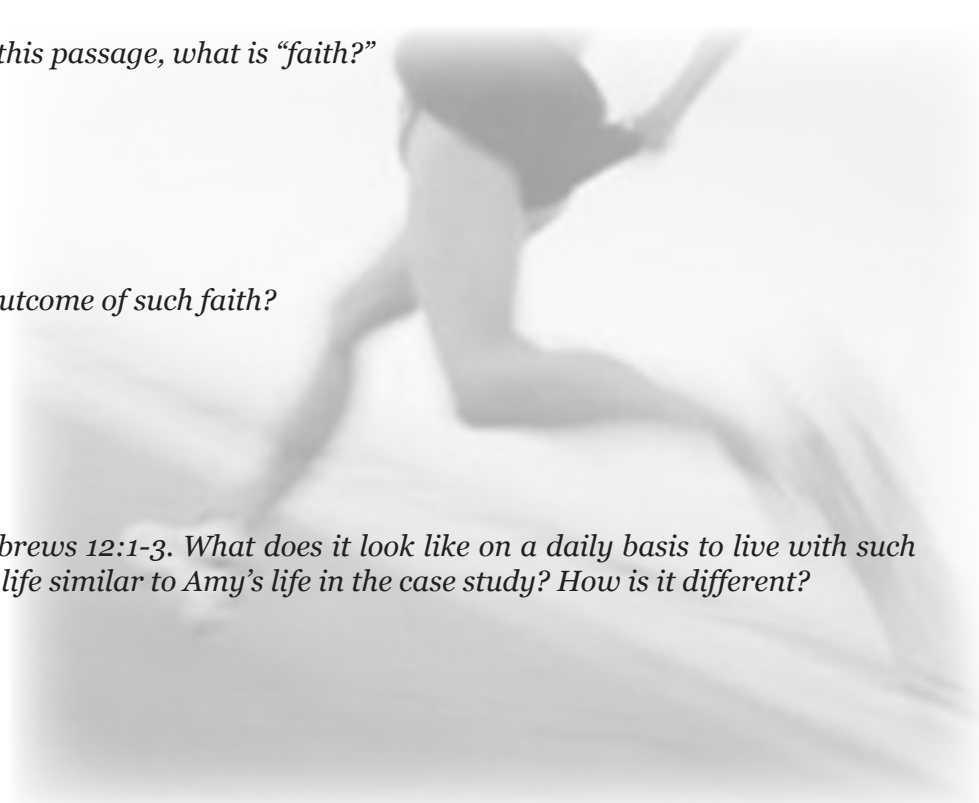 this passage, what is “faith?”
utcome of such faith?
brews 12:1-3. What does it look like on a daily basis to live with such
life similar to Amy’s life in the case study? How is it different?